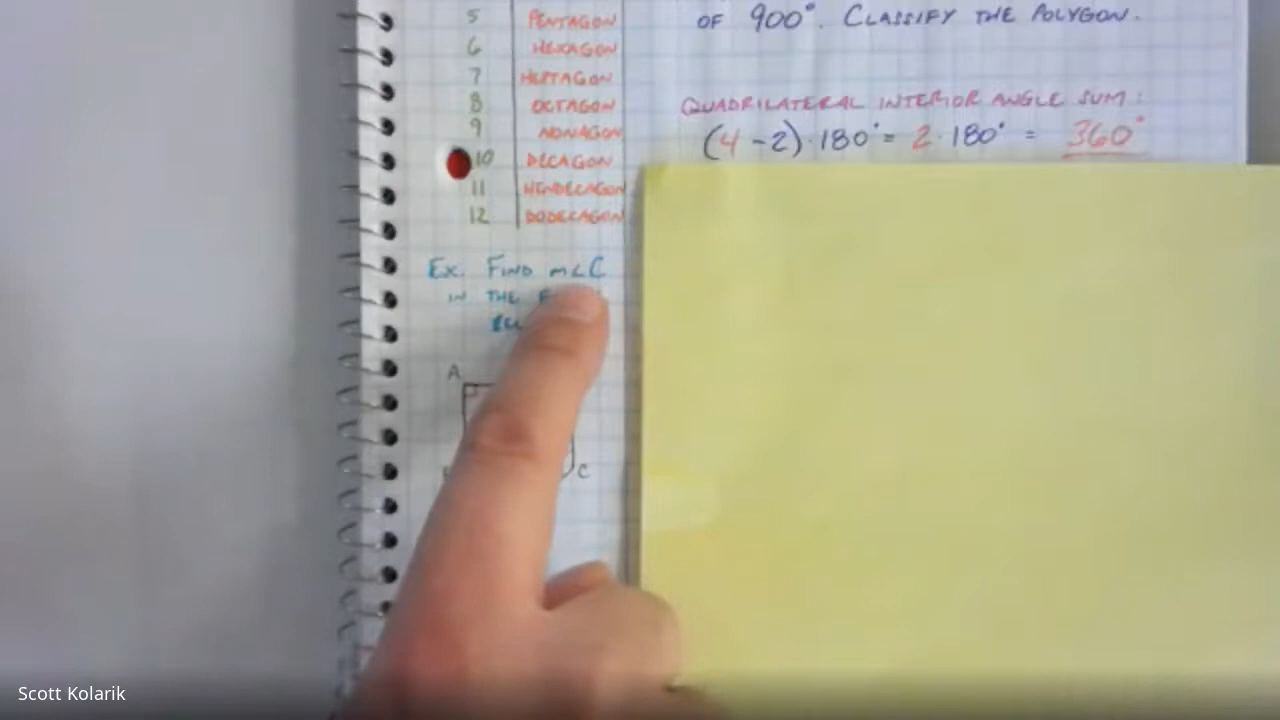 5 PENTAGON
6 HEXAGON
7 HEPTAGON
8 OCTAGON
9 NONAGON
10 DECAGON
11 HENDECAGON
12 DODECAGON
EX. FIND m∠C
IN THE
A
C
OF 900°. CLASSIFY THE POLYGON.
QUADRILATERAL INTERIOR ANGLE SUM:
(4-2)·180° = 2·180° = 360°
Scott Kolarik